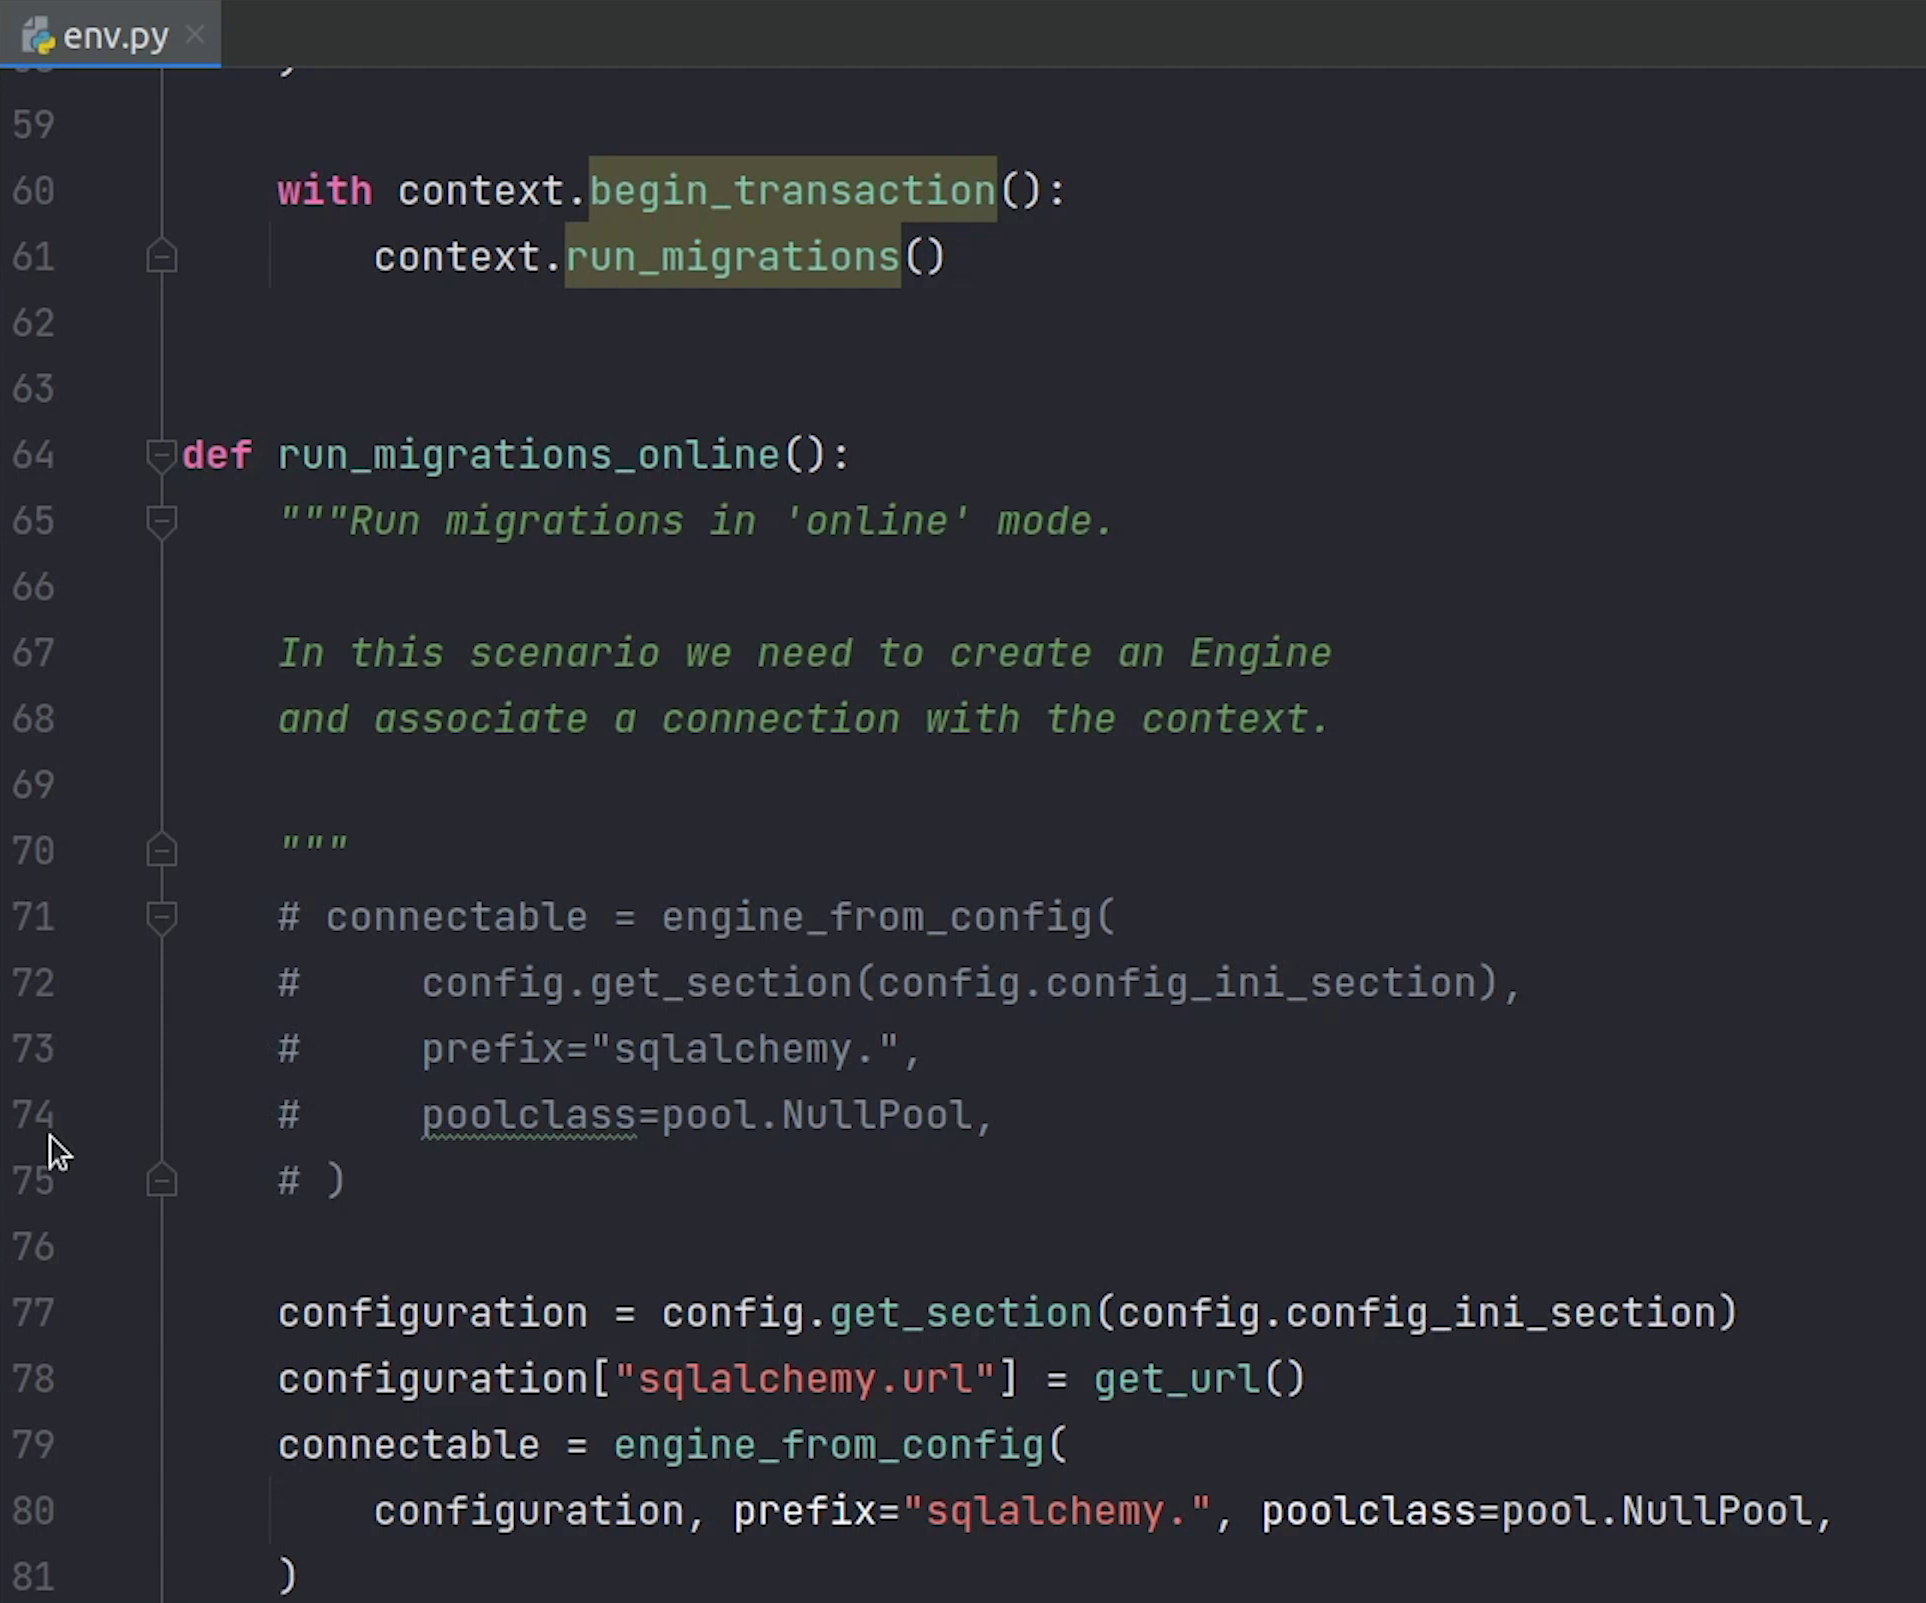 env.py
59
60 with context.begin_transaction():
61 context.run_migrations()
62
63
64 def run_migrations_online():
65 """Run migrations in 'online' mode.
66
67 In this scenario we need to create an Engine
68 and associate a connection with the context.
69
70 """
71 # connectable = engine_from_config(
72 #     config.get_section(config.config_ini_section),
73 #     prefix="sqlalchemy.",
74 #     poolclass=pool.NullPool,
75 # )
76
77 configuration = config.get_section(config.config_ini_section)
78 configuration["sqlalchemy.url"] = get_url()
79 connectable = engine_from_config(
80 configuration, prefix="sqlalchemy.", poolclass=pool.NullPool,
81 )